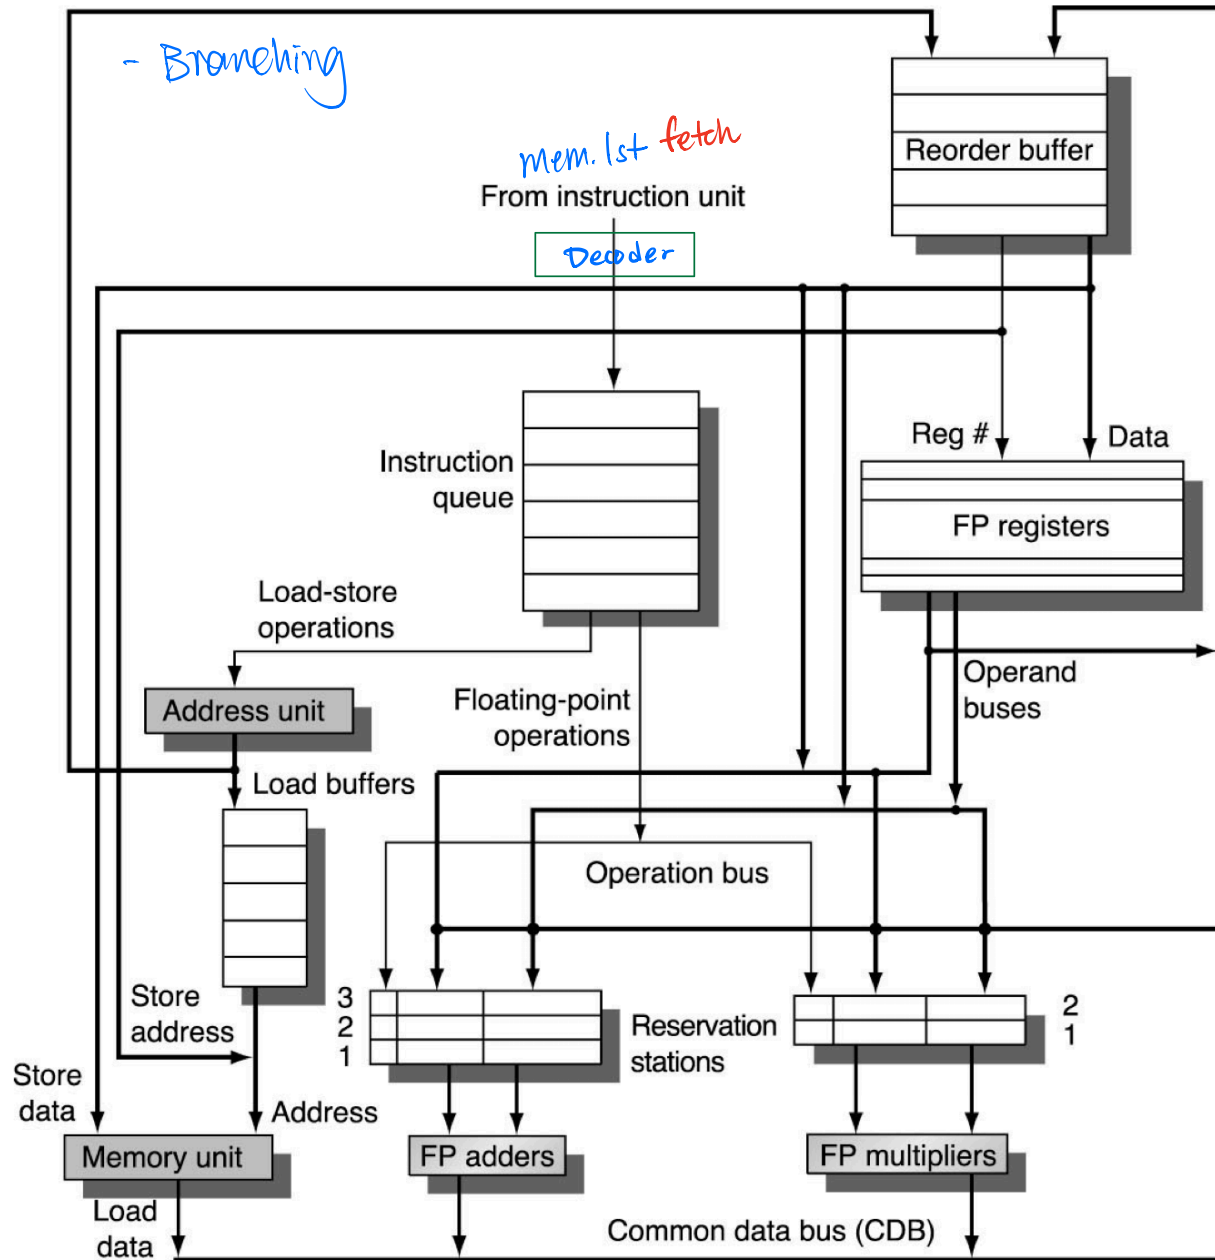 - Branching
mem. 1st fetch
From instruction unit
Decoder
Reorder buffer
Reg #
Data
Instruction
queue
FP registers
Load-store
operations
Operand
buses
Address unit
Floating-point
operations
Load buffers
Operation bus
Store
address
3
2
1
Reservation
stations
2
1
Store
data
Address
Memory unit
FP adders
FP multipliers
Load
data
Common data bus (CDB)